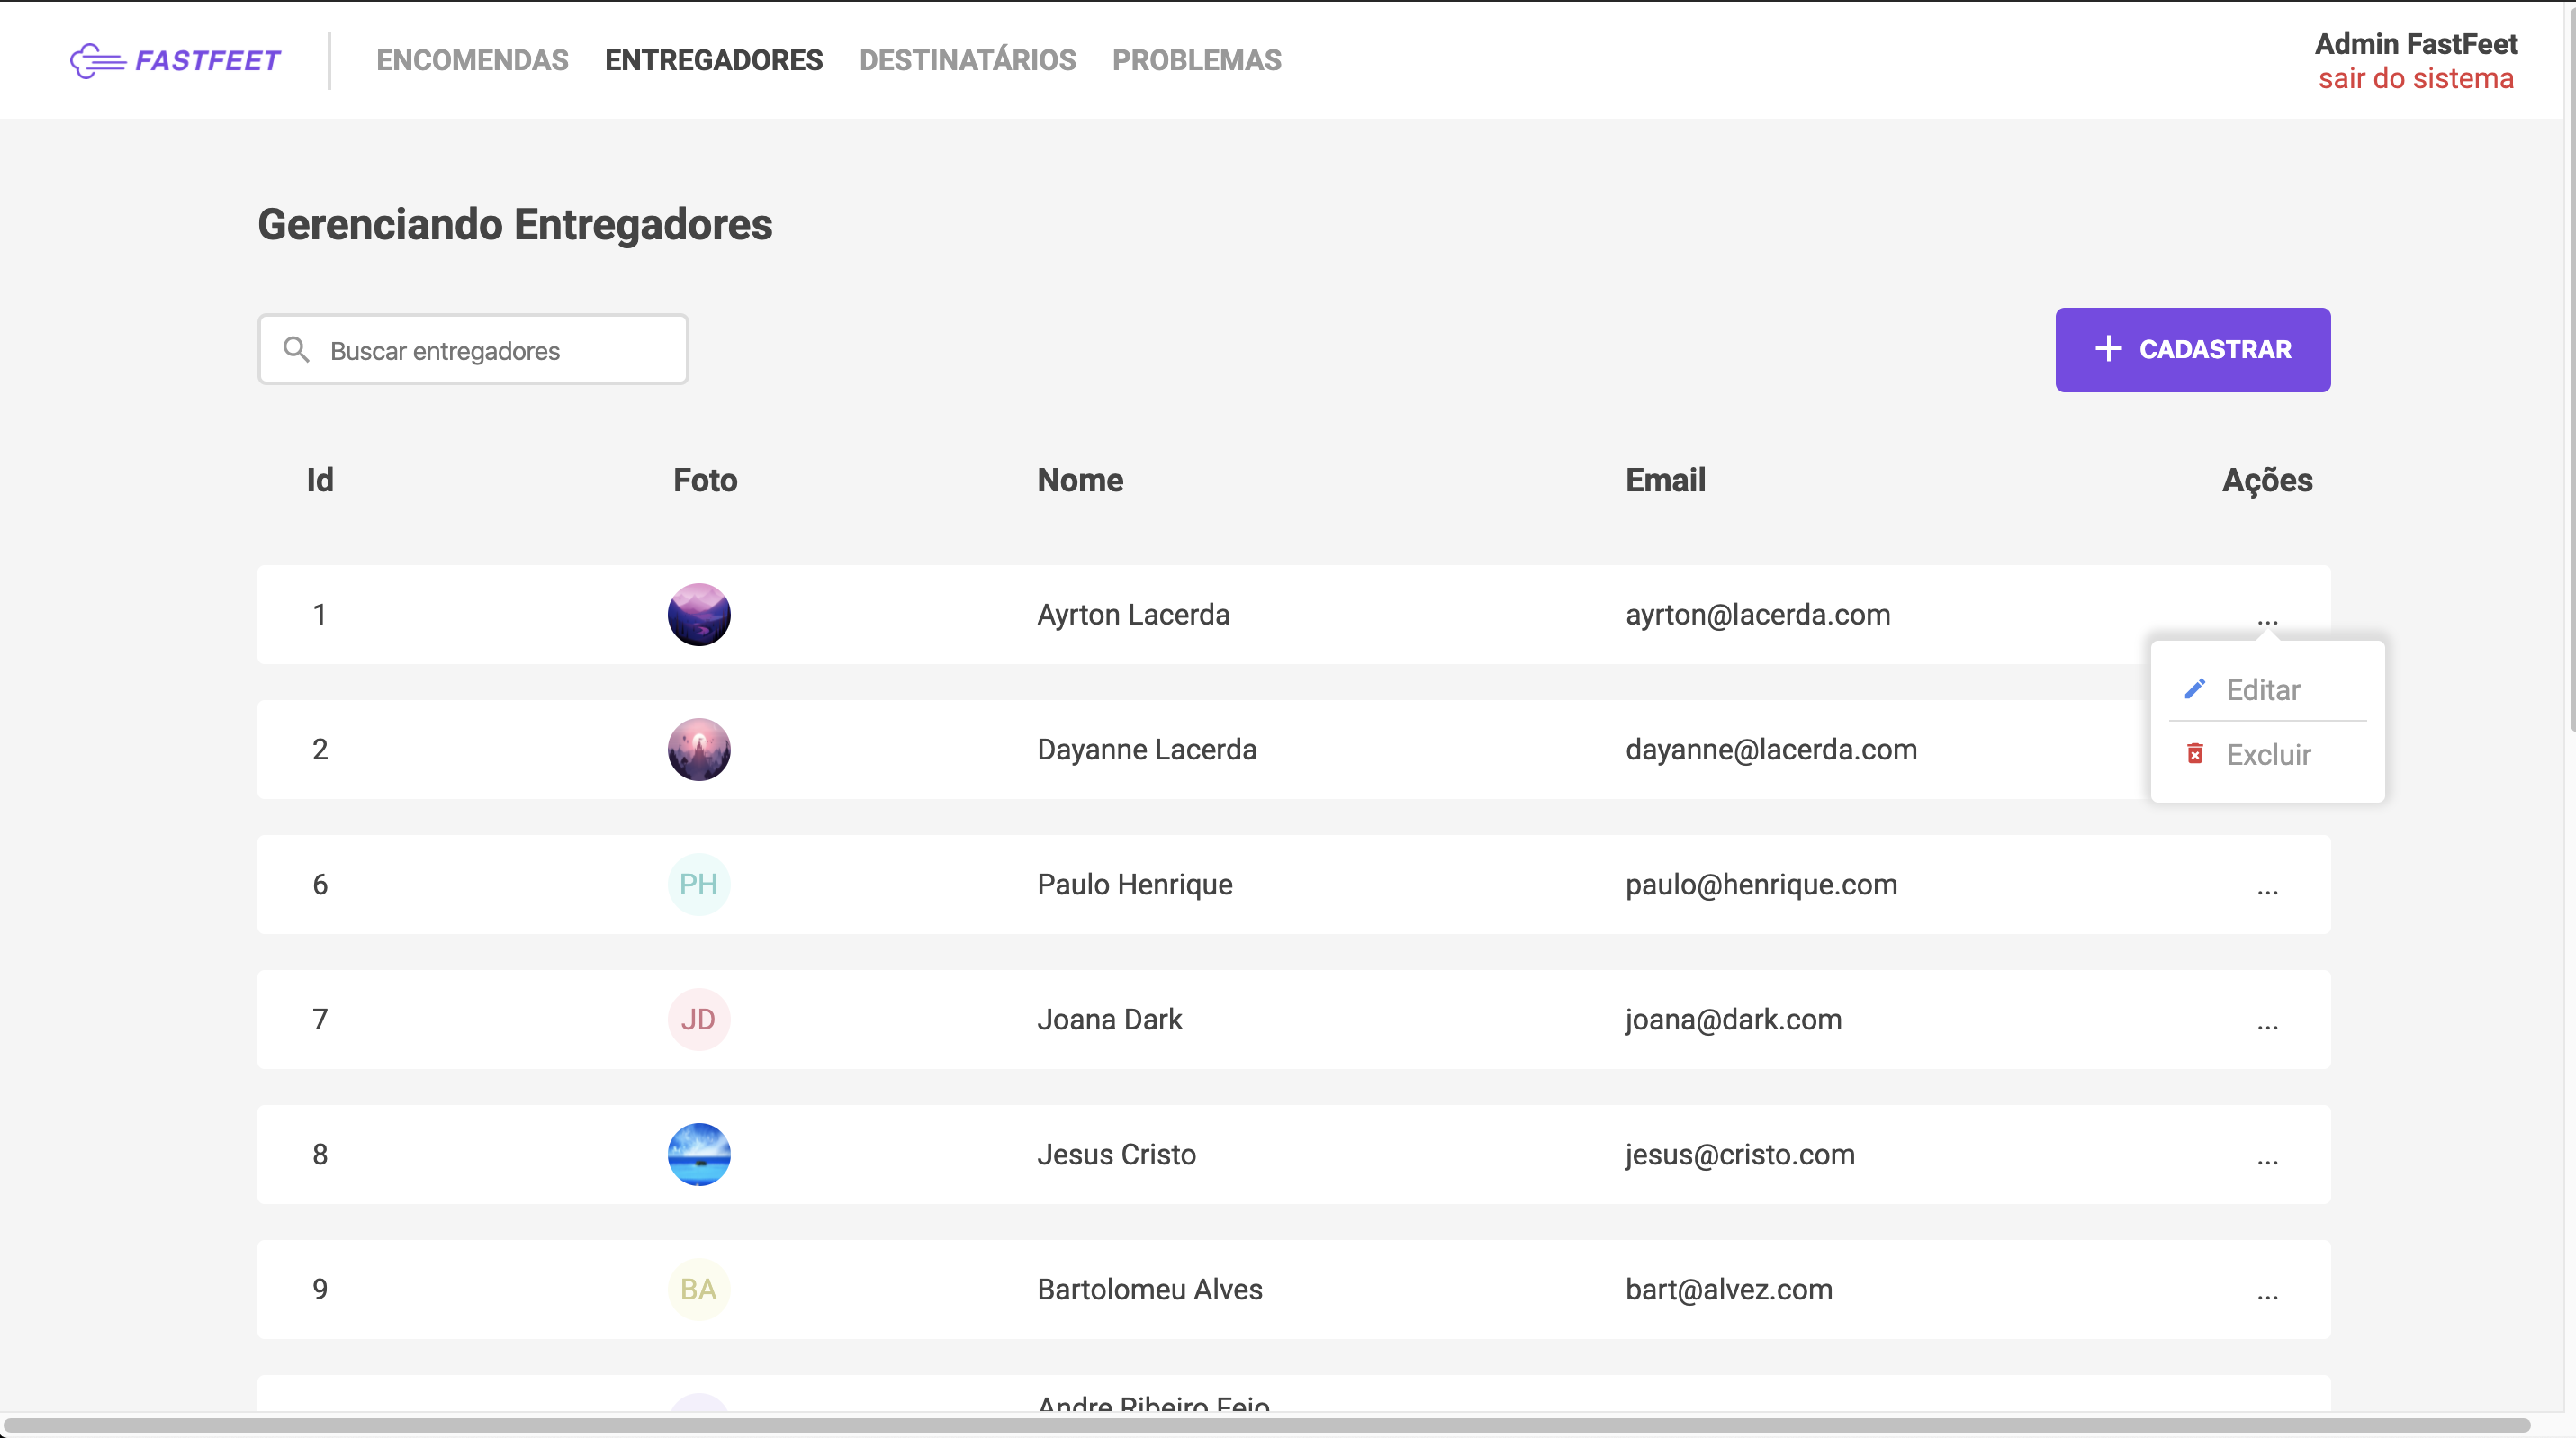 FASTFEET
ENCOMENDAS ENTREGADORES DESTINATÁRIOS PROBLEMAS
Admin FastFeet
sair do sistema
Gerenciando Entregadores
Buscar entregadores
CADASTRAR
Id Foto Nome Email Ações
1 Ayrton Lacerda ayrton@lacerda.com ...
Editar
2 Dayanne Lacerda dayanne@lacerda.com
Excluir
6 PH Paulo Henrique paulo@henrique.com ...
7 JD Joana Dark joana@dark.com ...
8 Jesus Cristo jesus@cristo.com ...
9 BA Bartolomeu Alves bart@alvez.com ...
Andre Ribeiro Feio